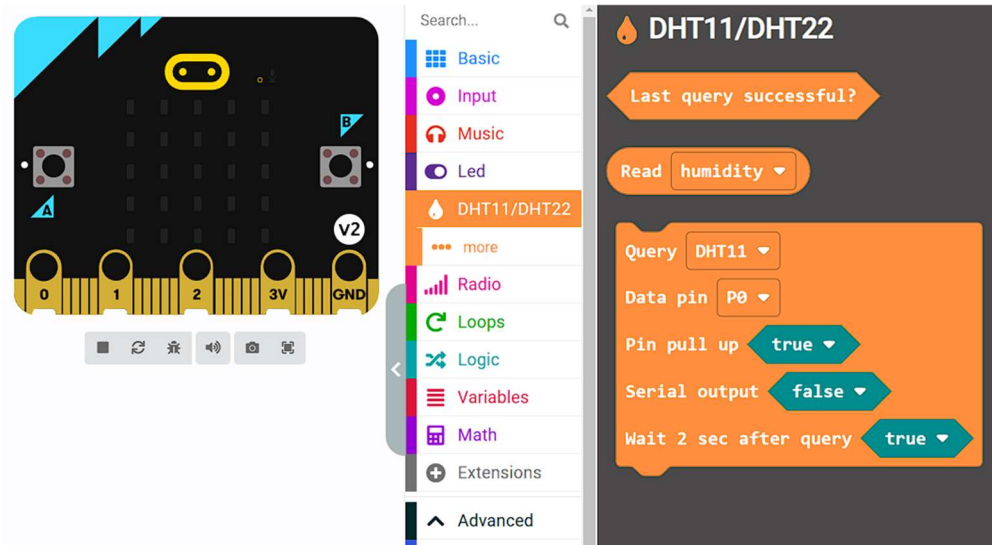 B
A
V2
0
1
2
3V
GND
Search...
Basic
Input
Music
Led
DHT11/DHT22
more
Radio
Loops
Logic
Variables
Math
Extensions
Advanced
DHT11/DHT22
Last query successful?
Read humidity
Query DHT11
Data pin P0
Pin pull up true
Serial output false
Wait 2 sec after query true